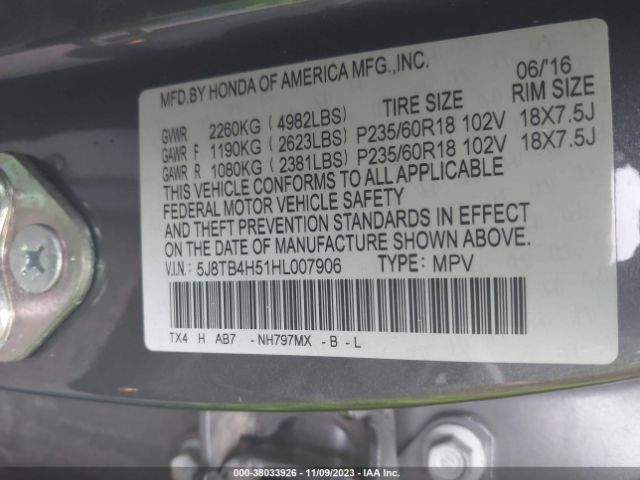 MFD.BY HONDA OF AMERICA MFG.,INC. 06/'16
TIRE SIZE RIM SIZE
GVWR 2260KG (4982LBS)
GAWR F 1190KG (2623LBS) P235/60R18 102V 18X7.5J
GAWR R 1080KG (2381LBS) P235/60R18 102V 18X7.5J
THIS VEHICLE CONFORMS TO ALL APPLICABLE
FEDERAL MOTOR VEHICLE SAFETY
AND THEFT PREVENTION STANDARDS IN EFFECT
ON THE DATE OF MANUFACTURE SHOWN ABOVE.
V.I.N.: 5J8TB4H51HL007906 TYPE: MPV
TX4 H AB7 - NH797MX - B - L
000-38033926 - 11/09/2023 - IAA Inc.